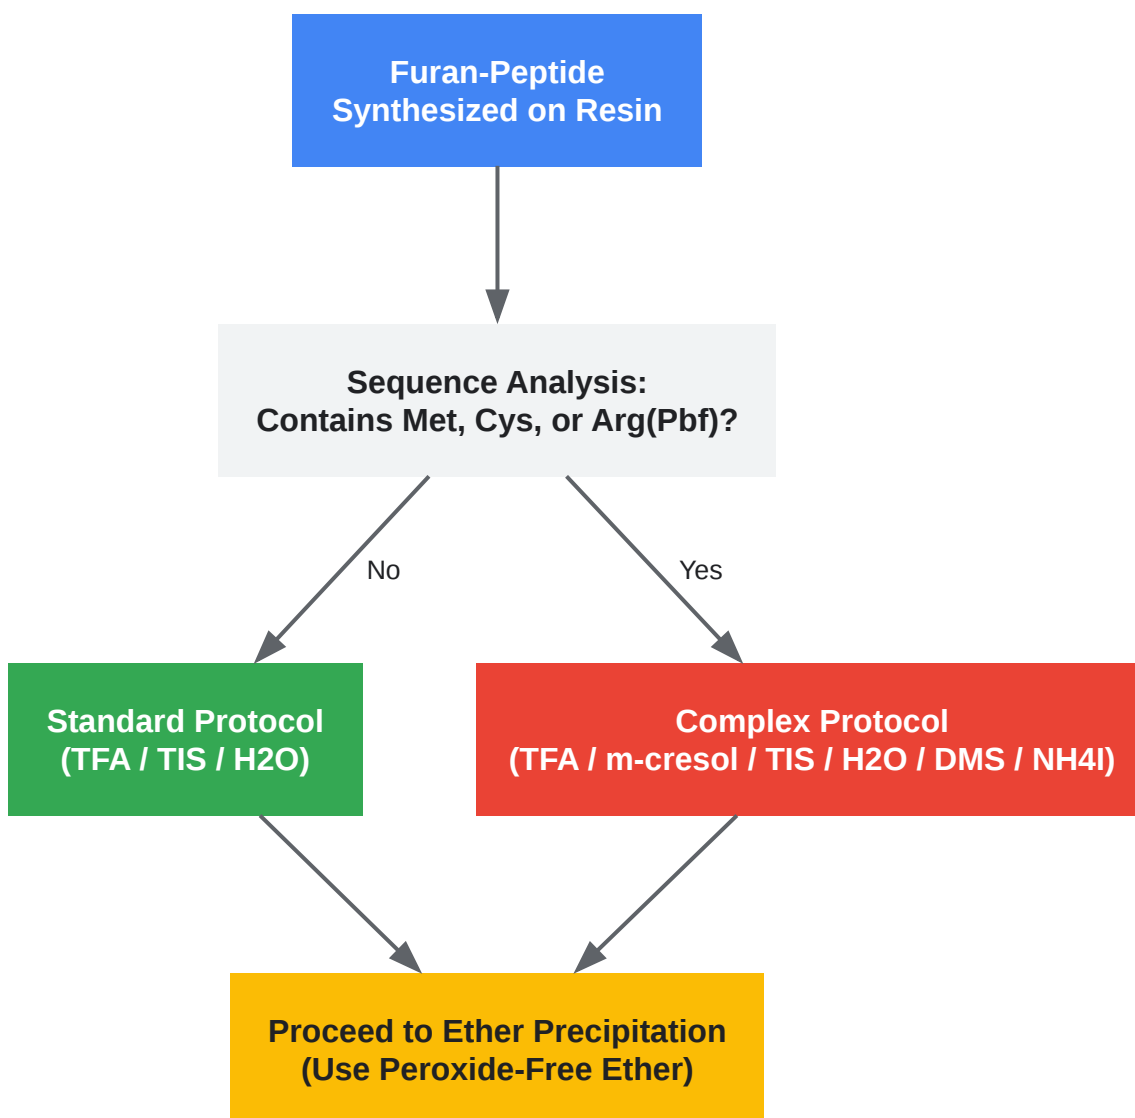 Furan-Peptide
Synthesized on Resin
Sequence Analysis:
Contains Met, Cys, or Arg(Pbf)?
No
Yes
Standard Protocol
(TFA / TIS / H2O)
Complex Protocol
(TFA / m-cresol / TIS / H2O / DMS / NH4I)
Proceed to Ether Precipitation
(Use Peroxide-Free Ether)